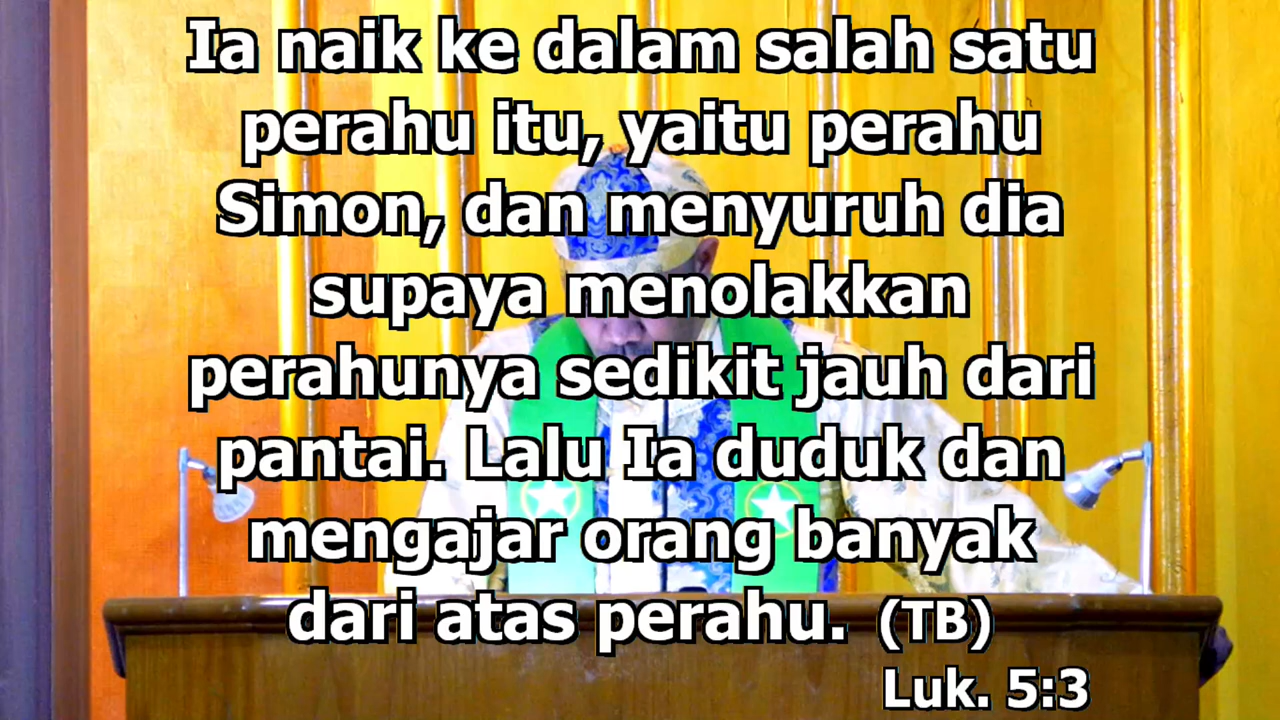 Ia naik ke dalam salah satu
perahu itu, yaitu perahu
Simon, dan menyuruh dia
supaya menolakkan
perahunya sedikit jauh dari
pantai. Lalu Ia duduk dan
mengajar orang banyak
dari atas perahu. (TB)
Luk. 5:3